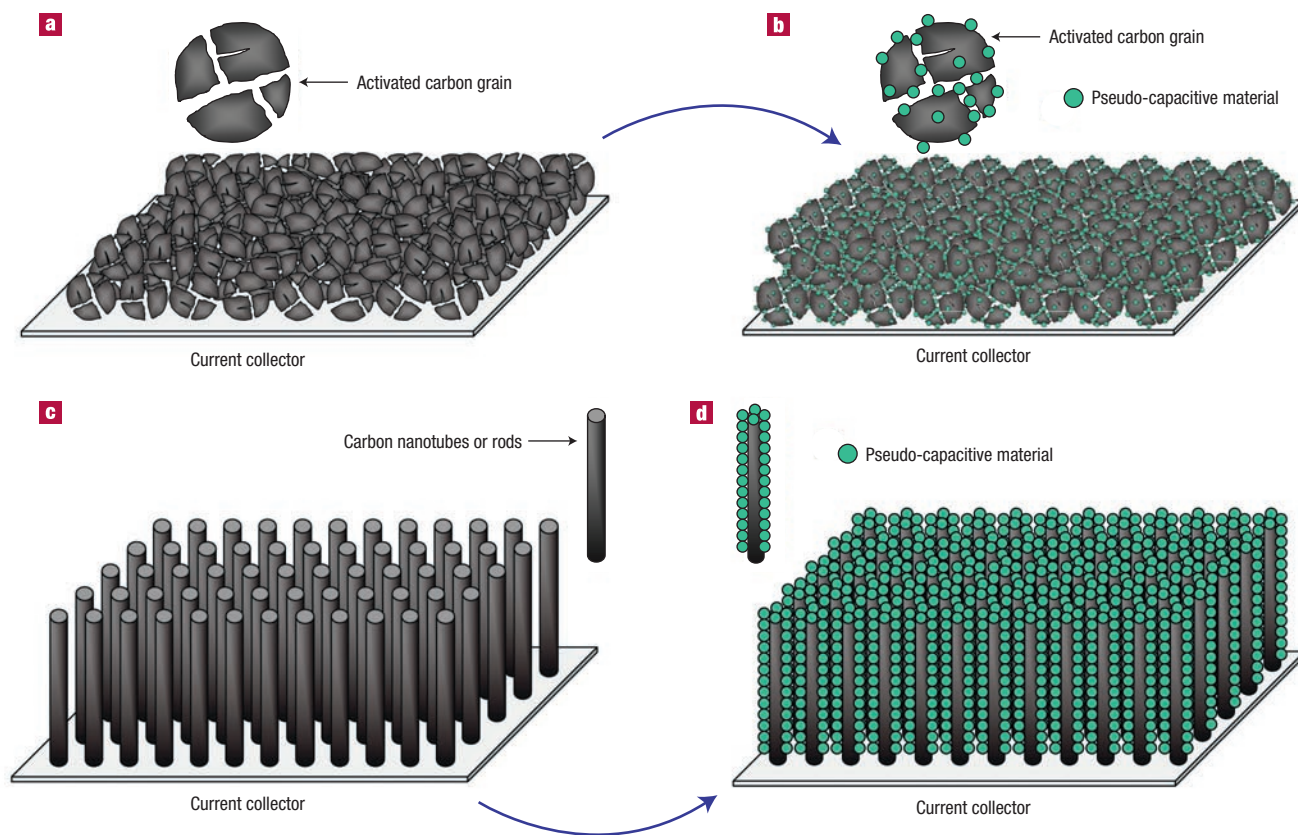 a
Activated carbon grain
Current collector
b
Activated carbon grain
Pseudo-capacitive material
Current collector
c
Carbon nanotubes or rods
Current collector
d
Pseudo-capacitive material
Current collector